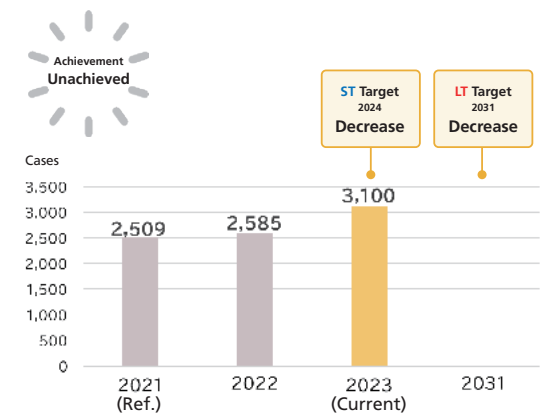 Achievement
Unachieved
ST Target
2024
Decrease
LT Target
2031
Decrease
Cases
3,500
3,000
2,500
2,000
1,500
1,000
500
0
2,509
2,585
3,100
2021
(Ref.)
2022
2023
(Current)
2031